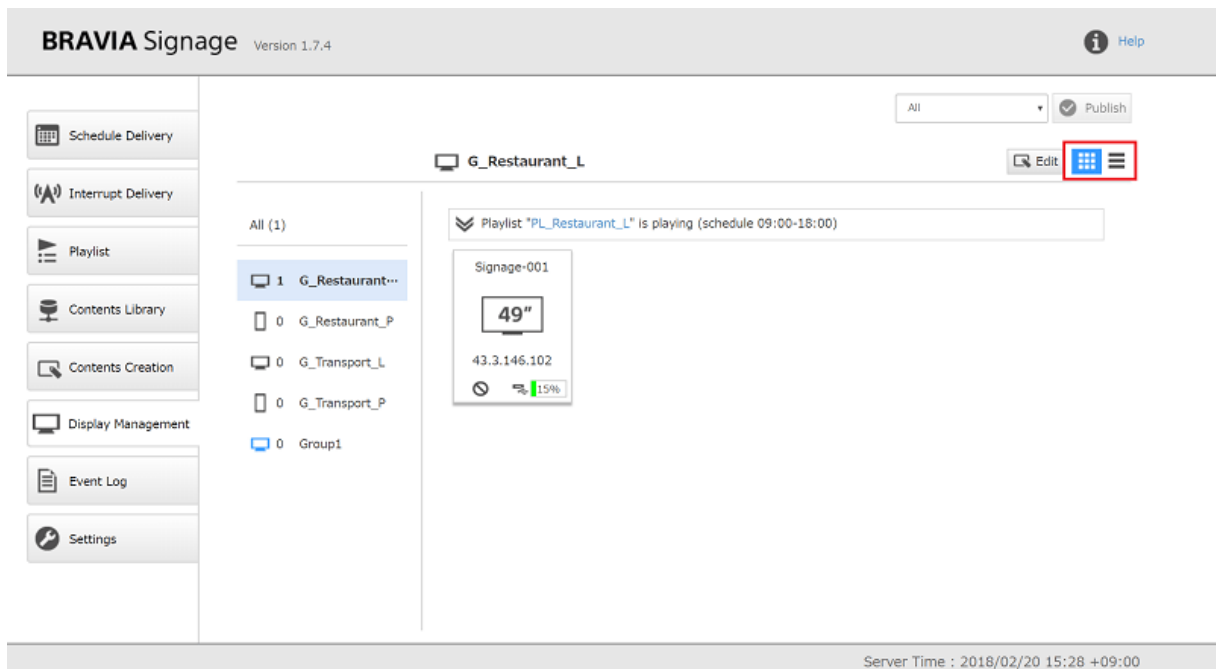 BRAVIA Signage Version 1.7.4
Help
All
Publish
Schedule Delivery
Interrupt Delivery
Playlist
Contents Library
Contents Creation
Display Management
Event Log
Settings
G_Restaurant_L
Edit
All (1)
1 G_Restaurant···
0 G_Restaurant_P
0 G_Transport_L
0 G_Transport_P
0 Group1
Playlist "PL_Restaurant_L" is playing (schedule 09:00-18:00)
Signage-001
49"
43.3.146.102
15%
Server Time : 2018/02/20 15:28 +09:00